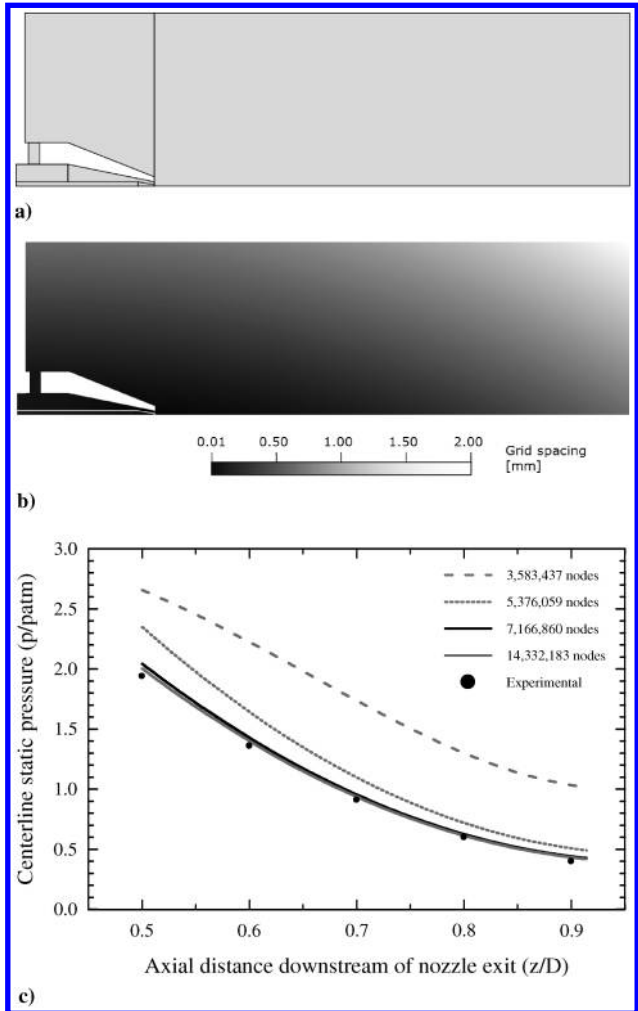 a)
0.01 0.50 1.00 1.50 2.00
Grid spacing
[mm]
b)
3.0
2.5
2.0
1.5
1.0
0.5
0.0
Centerline static pressure (p/patm)
3,583,437 nodes
5,376,059 nodes
7,166,860 nodes
14,332,183 nodes
Experimental
0.5 0.6 0.7 0.8 0.9
Axial distance downstream of nozzle exit (z/D)
c)